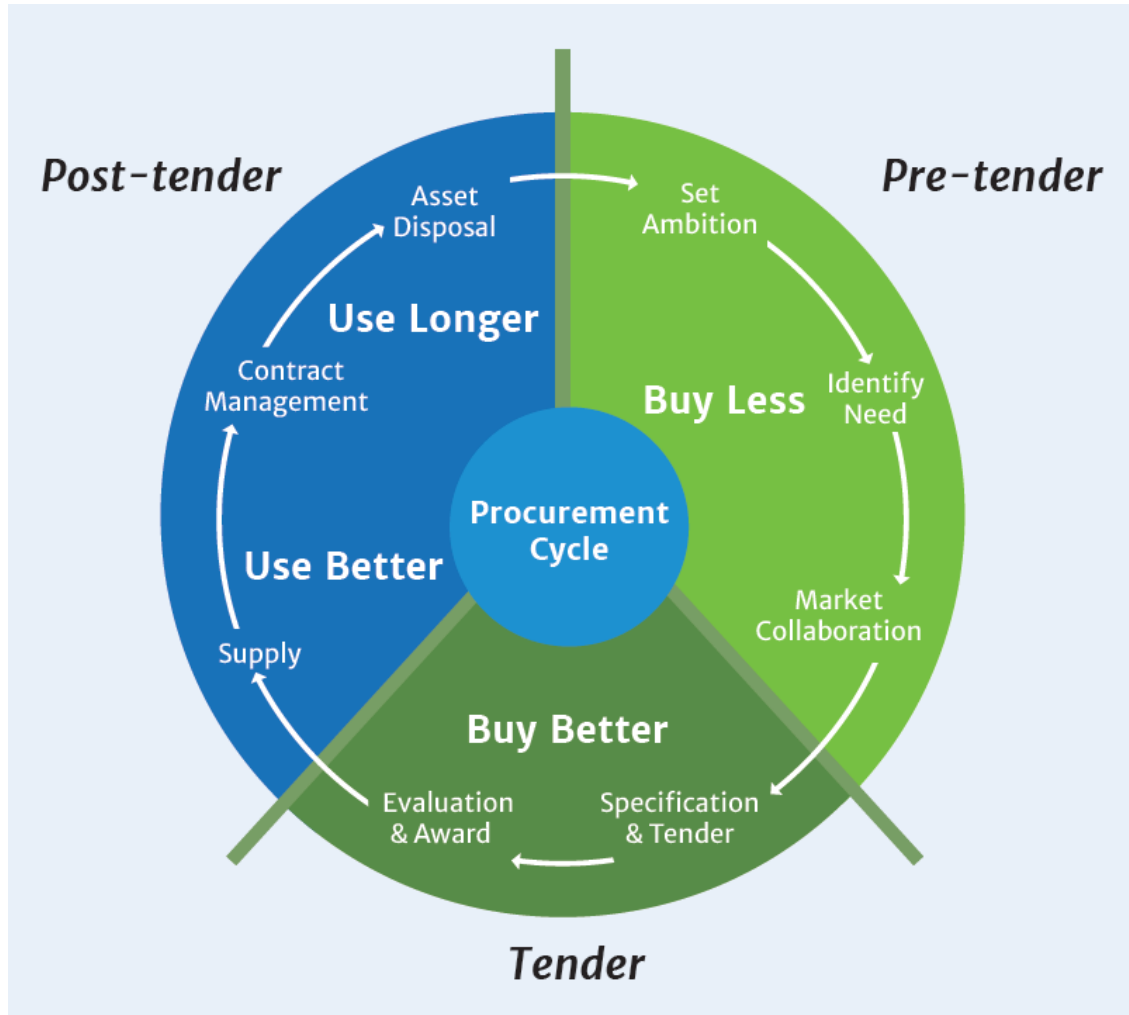 Post-tender
Pre-tender
Asset
Disposal
Set
Ambition
Use Longer
Contract
Management
Buy Less
Identify
Need
Procurement
Cycle
Use Better
Market
Collaboration
Supply
Buy Better
Evaluation
& Award
Specification
& Tender
Tender